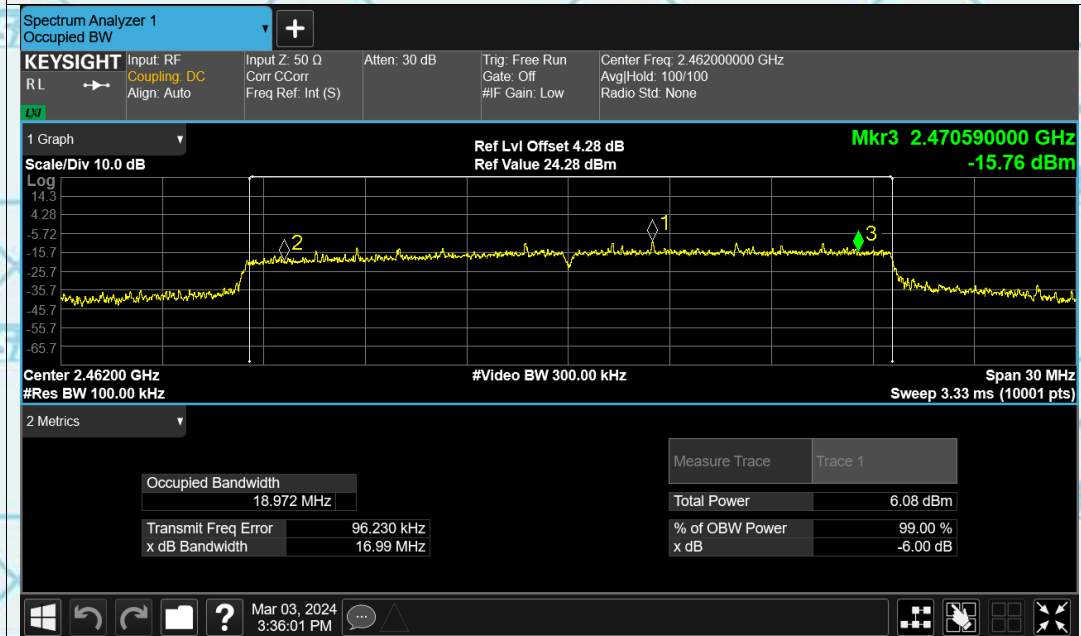 Spectrum Analyzer 1
Occupied BW
+
KEYSIGHT
RL
LXI
Input: RF
Coupling: DC
Align: Auto
Input Z: 50 Ω
Corr CCorr
Freq Ref: Int (S)
Atten: 30 dB
Trig: Free Run
Gate: Off
#IF Gain: Low
Center Freq: 2.462000000 GHz
Avg|Hold: 100/100
Radio Std: None
1 Graph
Scale/Div 10.0 dB
Ref Lvl Offset 4.28 dB
Ref Value 24.28 dBm
Mkr3 2.470590000 GHz
-15.76 dBm
Log
14.3
4.28
-5.72
-15.7
-25.7
-35.7
-45.7
-55.7
-65.7
2
1
3
Center 2.46200 GHz
#Res BW 100.00 kHz
#Video BW 300.00 kHz
Span 30 MHz
Sweep 3.33 ms (10001 pts)
2 Metrics
Occupied Bandwidth
18.972 MHz
Transmit Freq Error 96.230 kHz
x dB Bandwidth 16.99 MHz
Measure Trace Trace 1
Total Power 6.08 dBm
% of OBW Power 99.00 %
x dB -6.00 dB
?
Mar 03, 2024
3:36:01 PM